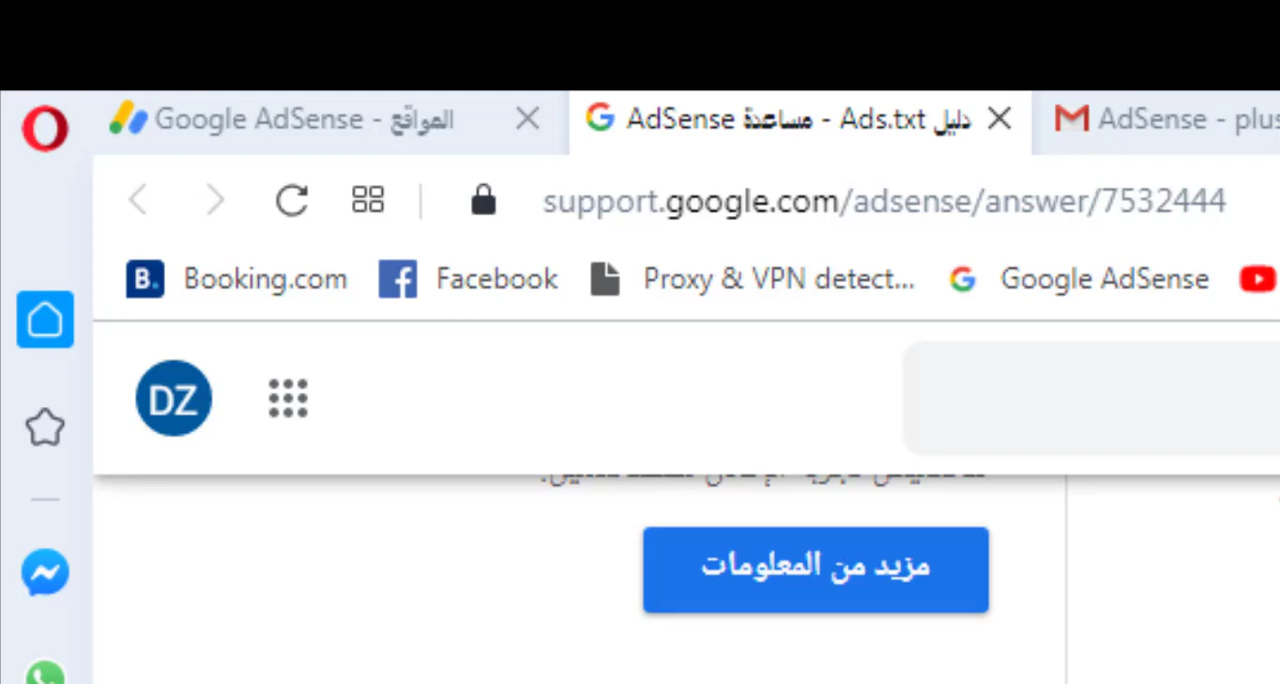 Google AdSense - المواقع
دليل Ads.txt - مساعدة AdSense
AdSense - plus
support.google.com/adsense/answer/7532444
B. Booking.com
Facebook
Proxy & VPN detect...
Google AdSense
DZ
مزيد من المعلومات